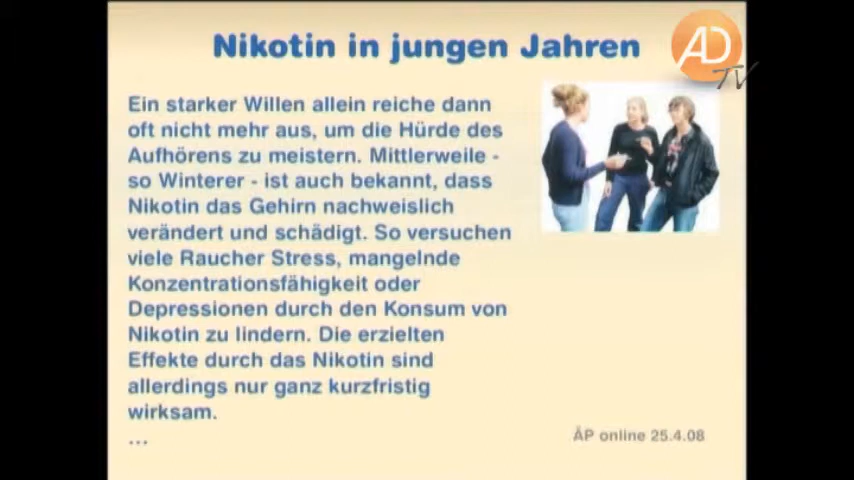 Nikotin in jungen Jahren
AD
TV
Ein starker Willen allein reiche dann
oft nicht mehr aus, um die Hürde des
Aufhörens zu meistern. Mittlerweile -
so Winterer - ist auch bekannt, dass
Nikotin das Gehirn nachweislich
verändert und schädigt. So versuchen
viele Raucher Stress, mangelnde
Konzentrationsfähigkeit oder
Depressionen durch den Konsum von
Nikotin zu lindern. Die erzielten
Effekte durch das Nikotin sind
allerdings nur ganz kurzfristig
wirksam.
...
ÄP online 25.4.08